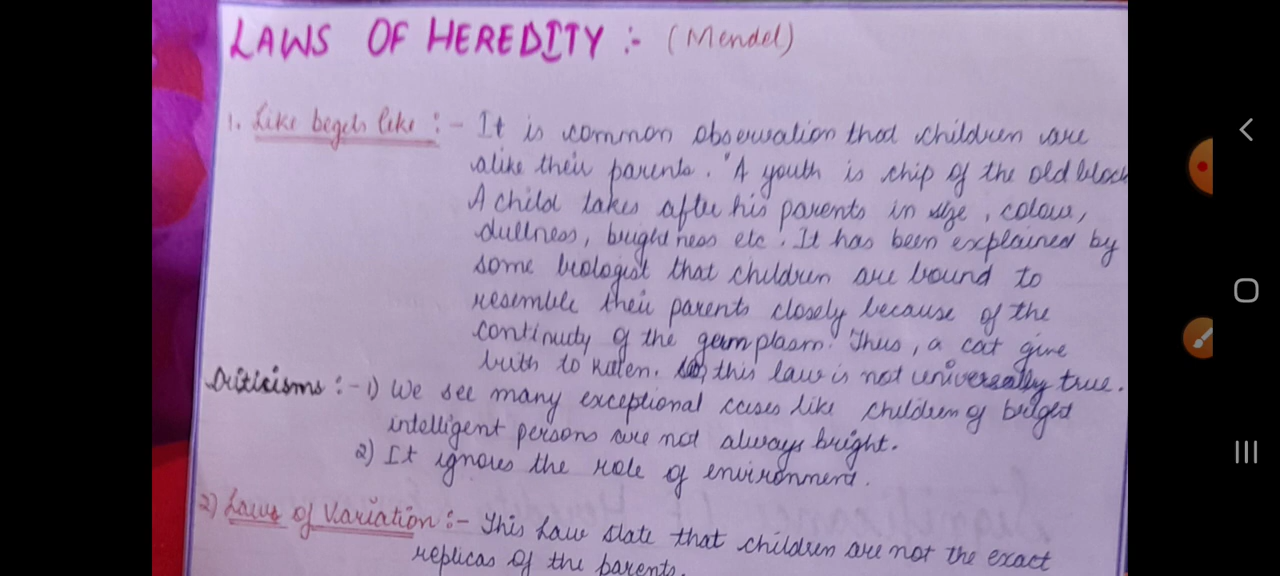 LAWS OF HEREDITY :- (Mendel)
1. Like begets like :- It is common observation that children are
alike their parents. "A youth is chip of the old block
A child takes after his parents in size, colour,
dullness, brightness etc. It has been explained by
some biologist that children are bound to
resemble their parents closely because of the
continudy of the germplasm. Thus, a cat give
birth to kitten. So, this law is not universally true.
Criticisms :- 1) We see many exceptional cases like children of bright
intelligent persons are not always bright.
2) It ignores the role of environment.
2) Laws of Variation :- This Law state that children are not the exact
replicas of the parents.